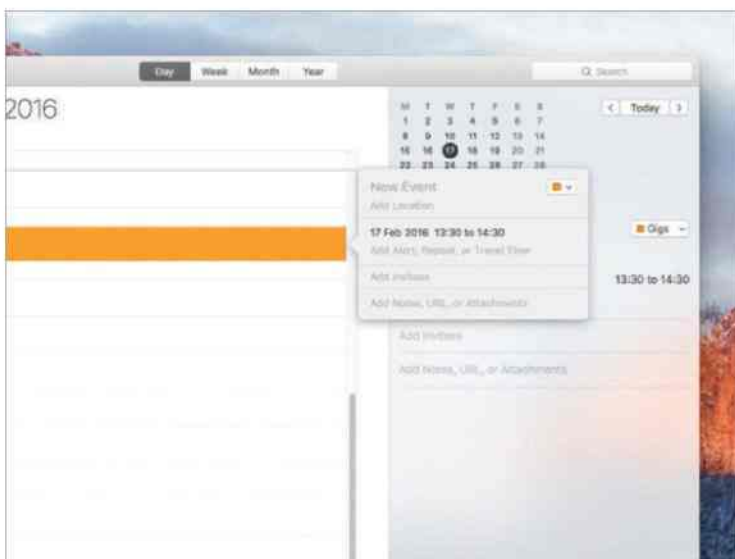 Day Week Month Year
Search
2016
M T W T F S S
1 2 3 4 5 6 7
8 9 10 11 12 13 14
15 16 17 18 19 20 21
22 23 24 25 26 27 28
Today
New Event
Add Location
17 Feb 2016 13:30 to 14:30
Add Alert, Repeat, or Travel Time
Add Invitees
Add Notes, URL, or Attachments
Gigs
13:30 to 14:30
Add Invitees
Add Notes, URL, or Attachments